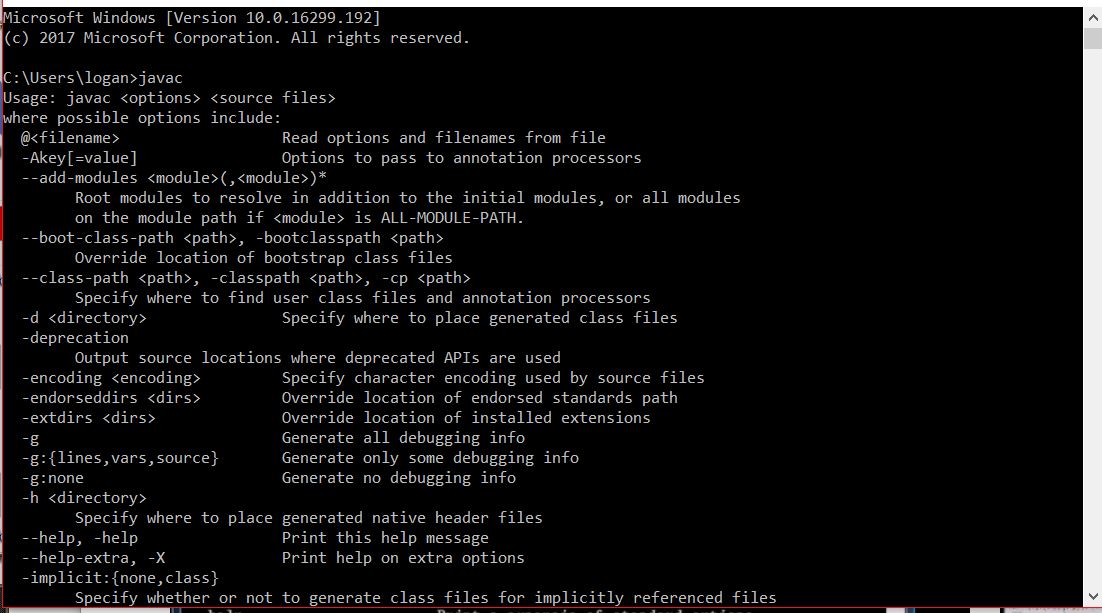 Microsoft Windows [Version 10.0.16299.192]
(c) 2017 Microsoft Corporation. All rights reserved.
C:\Users\logan>javac
Usage: javac <options> <source files>
where possible options include:
@<filename> Read options and filenames from file
-Akey[=value] Options to pass to annotation processors
--add-modules <module>(,<module>)*
Root modules to resolve in addition to the initial modules, or all modules
on the module path if <module> is ALL-MODULE-PATH.
--boot-class-path <path>, -bootclasspath <path>
Override location of bootstrap class files
--class-path <path>, -classpath <path>, -cp <path>
Specify where to find user class files and annotation processors
-d <directory> Specify where to place generated class files
-deprecation
Output source locations where deprecated APIs are used
-encoding <encoding> Specify character encoding used by source files
-endorseddirs <dirs> Override location of endorsed standards path
-extdirs <dirs> Override location of installed extensions
-g Generate all debugging info
-g:{lines,vars,source} Generate only some debugging info
-g:none Generate no debugging info
-h <directory>
Specify where to place generated native header files
--help, -help Print this help message
--help-extra, -X Print help on extra options
-implicit:{none,class}
Specify whether or not to generate class files for implicitly referenced files